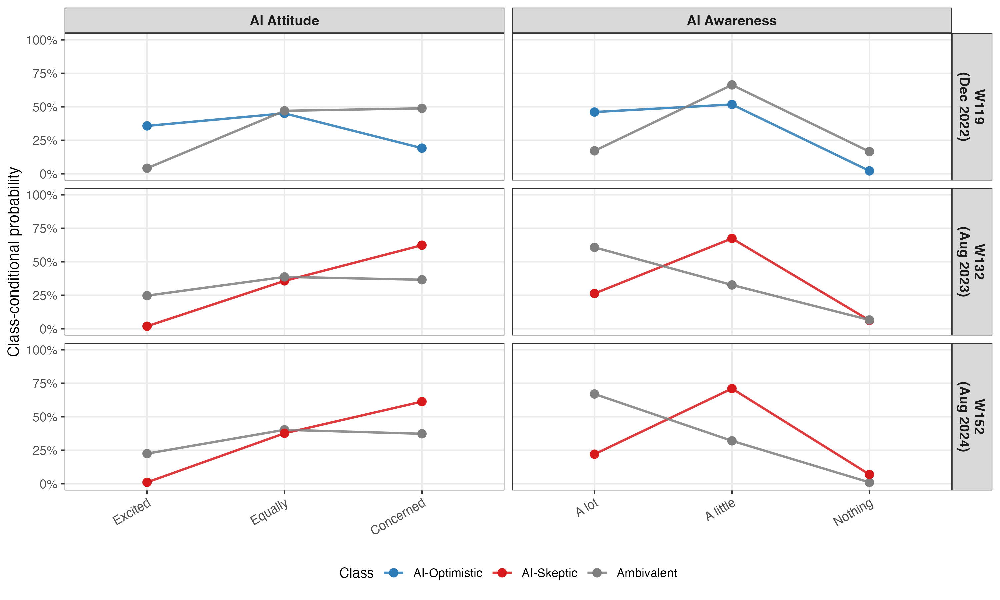 AI Attitude
AI Awareness
Class-conditional probability
100%
75%
50%
25%
0%
W119
(Dec 2022)
100%
75%
50%
25%
0%
W132
(Aug 2023)
100%
75%
50%
25%
0%
W152
(Aug 2024)
Excited
Equally
Concerned
A lot
A little
Nothing
Class
AI-Optimistic
AI-Skeptic
Ambivalent